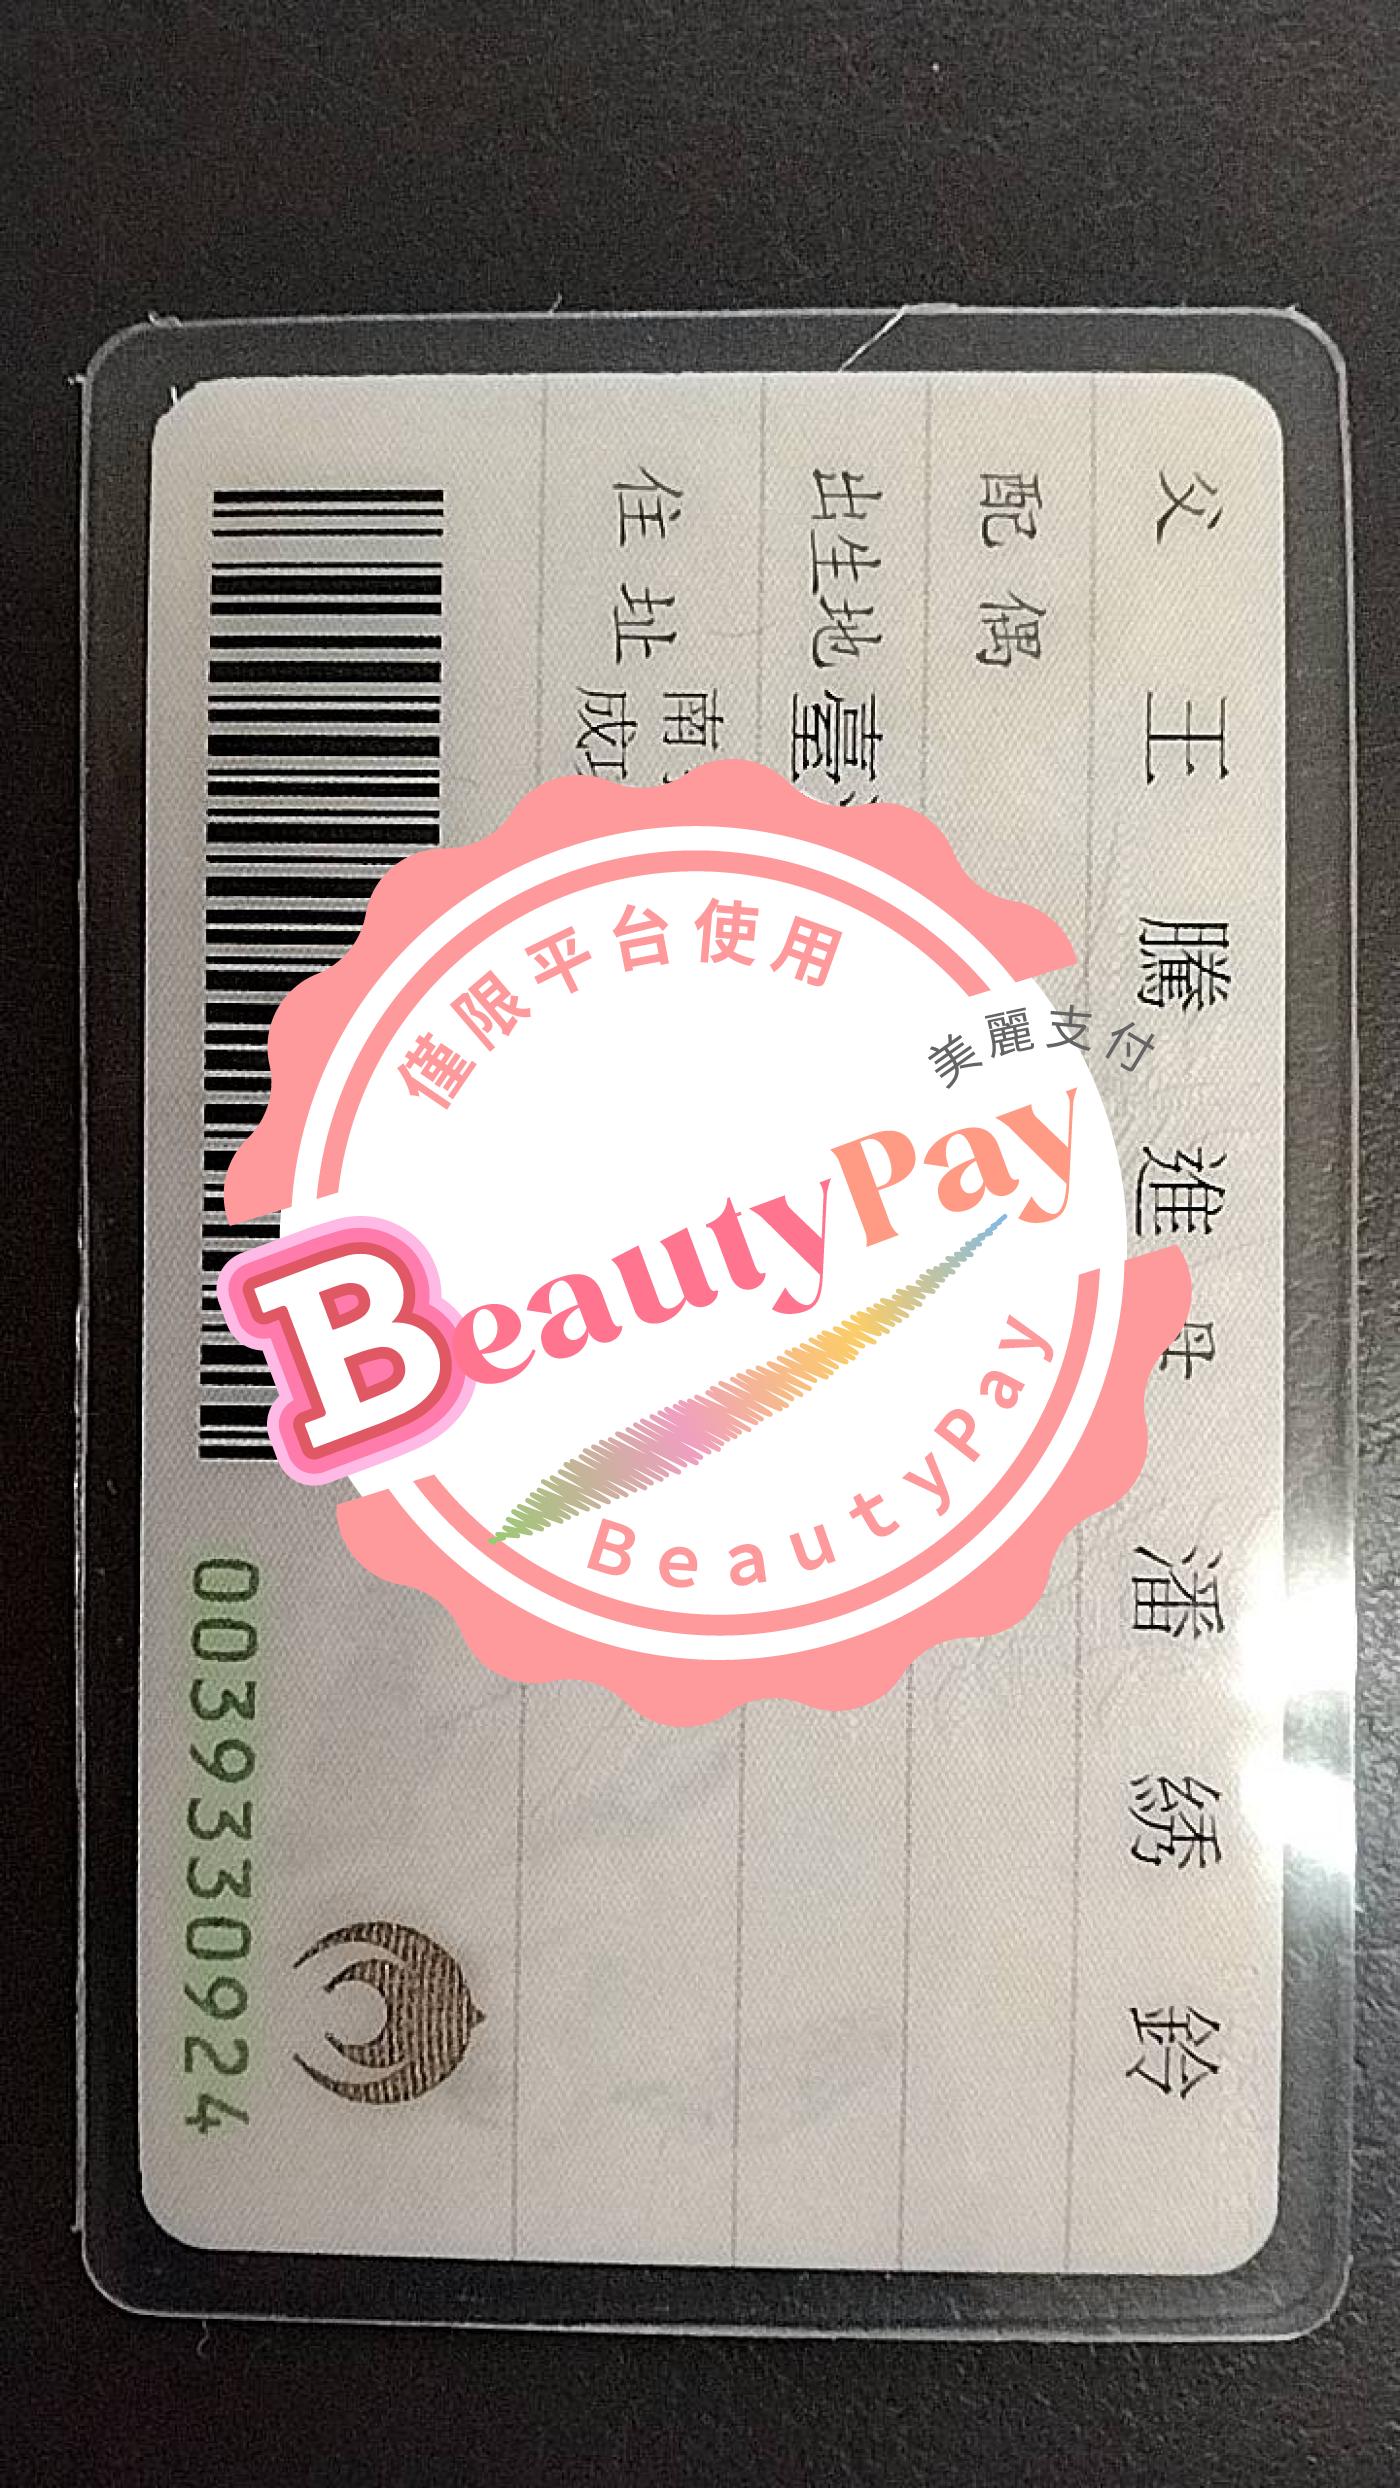 父 王 騰 進 母 潘 綉 鈴
配 偶
出生地 臺
住 址 南
成
0039330924
僅限平台使用
美麗支付
BeautyPay
BeautyPay